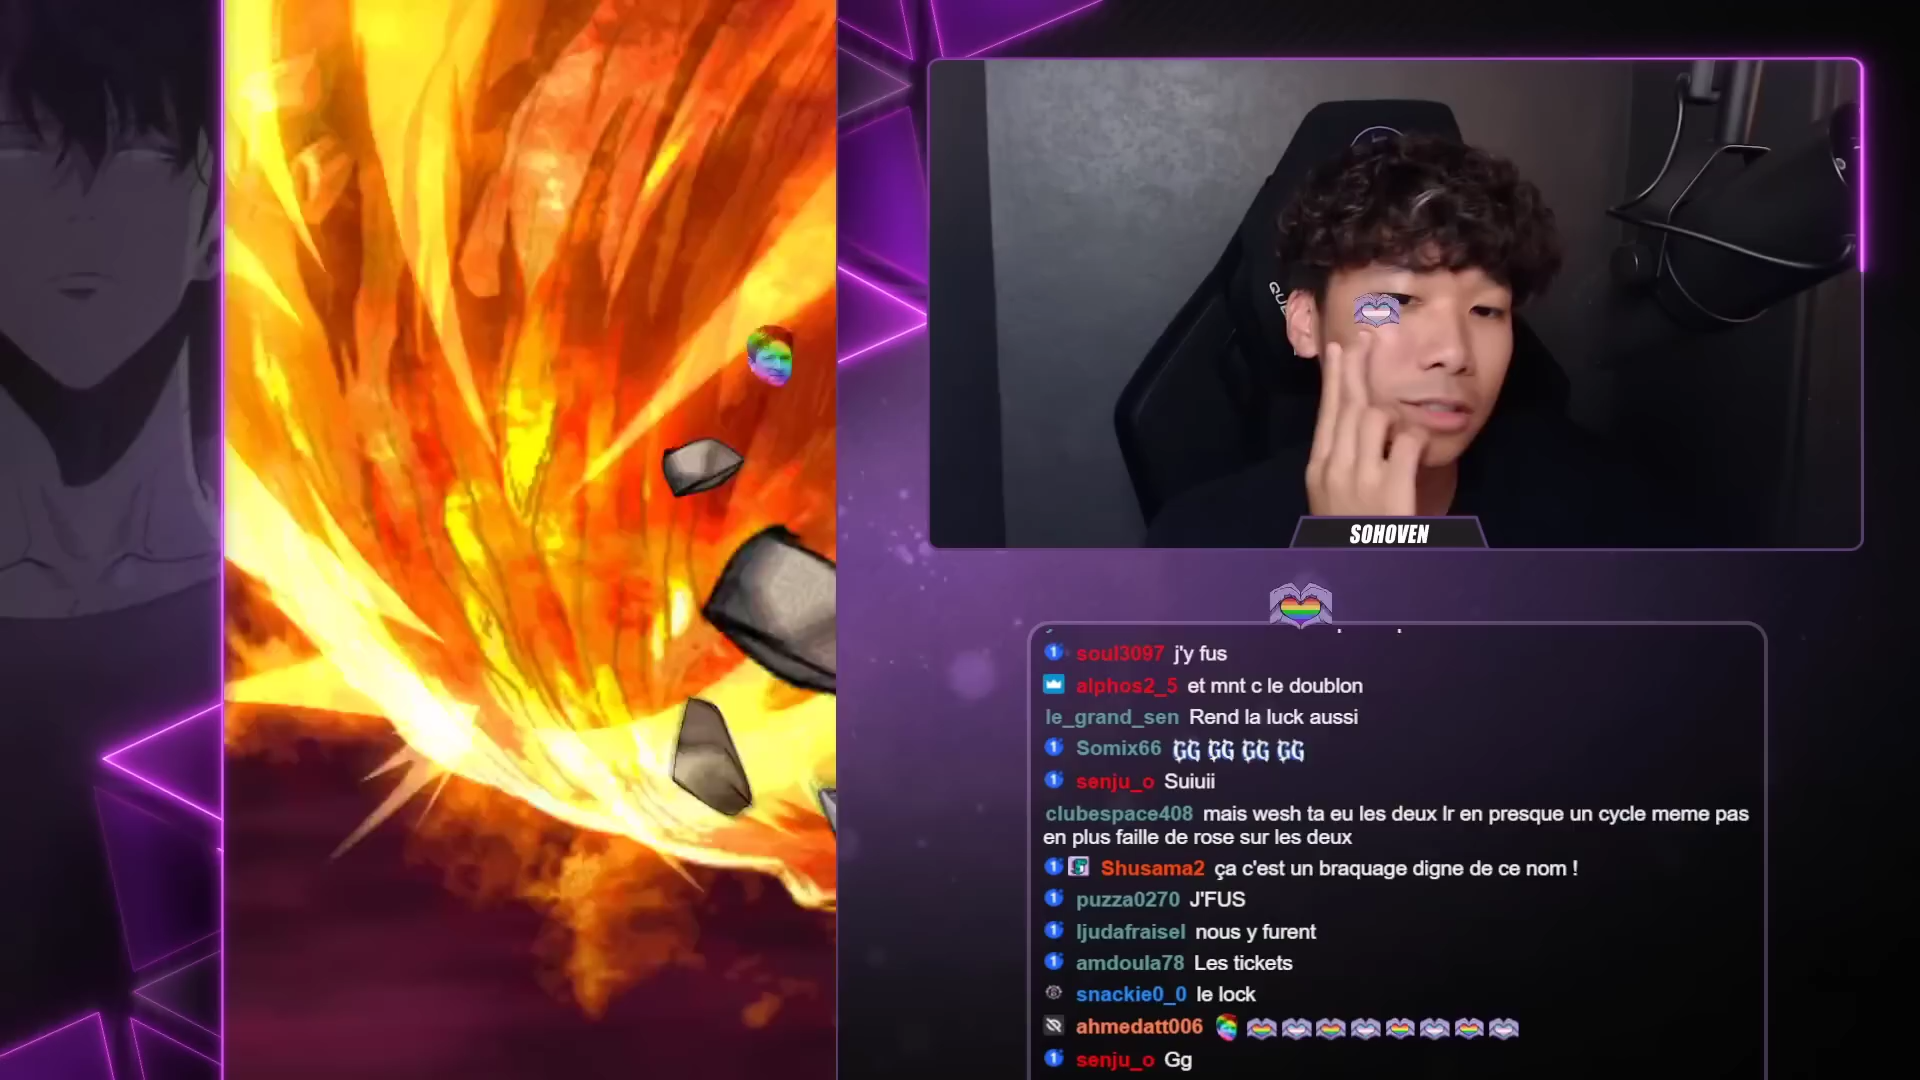 SOHOVEN
soul3097 j'y fus
alphos2_5 et mnt c le doublon
le_grand_sen Rend la luck aussi
Somix66 GG GG GG GG
senju_o Suiuii
clubespace408 mais wesh ta eu les deux lr en presque un cycle meme pas
en plus faille de rose sur les deux
Shusama2 ça c'est un braquage digne de ce nom !
puzza0270 J'FUS
ljudafraisel nous y furent
amdoula78 Les tickets
snackie0_0 le lock
ahmedatt006
senju_o Gg